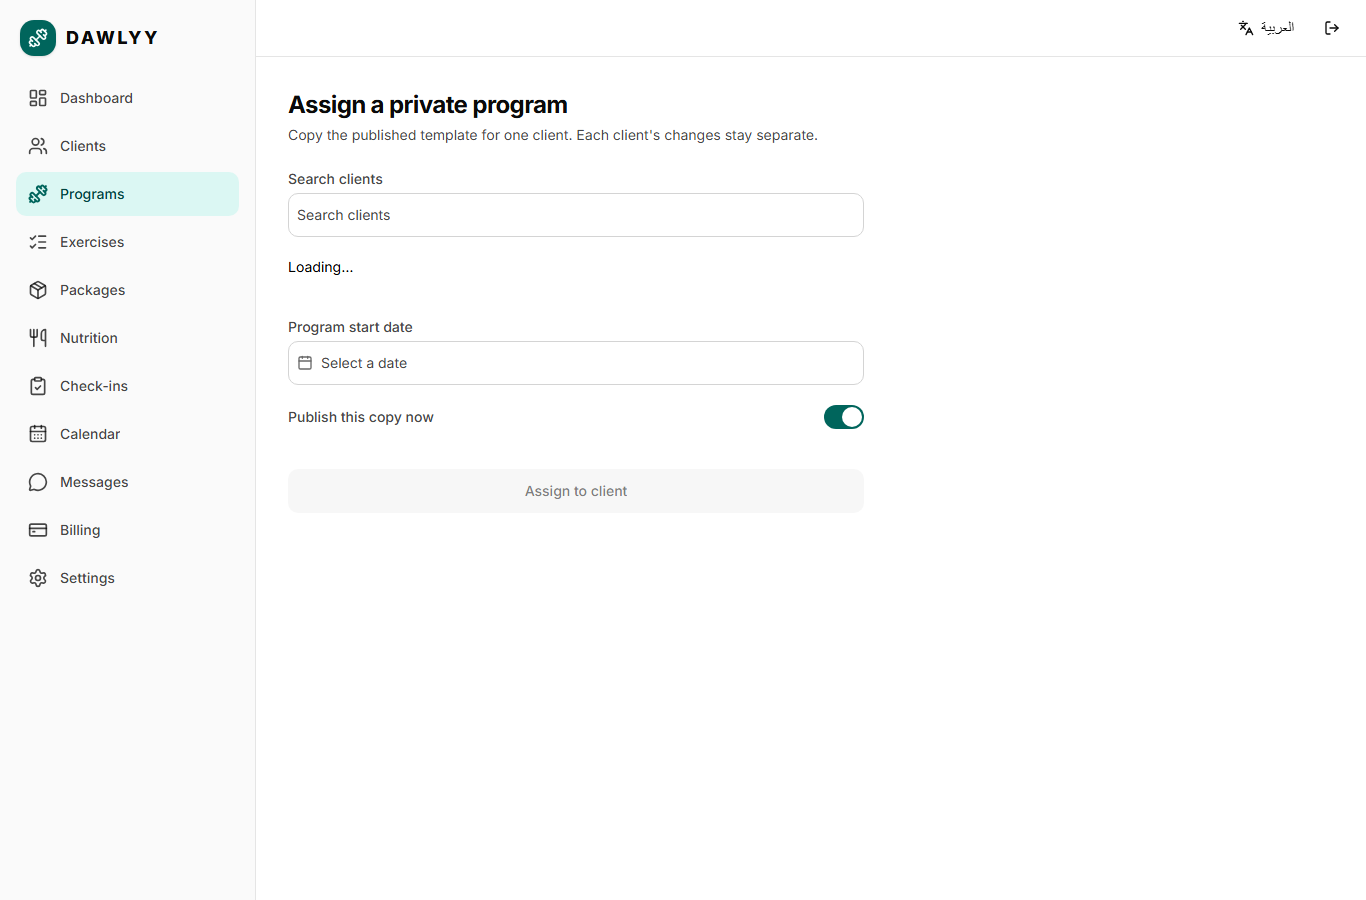 DAWLYY
العربية
Dashboard
Clients
Programs
Exercises
Packages
Nutrition
Check-ins
Calendar
Messages
Billing
Settings
Assign a private program
Copy the published template for one client. Each client's changes stay separate.
Search clients
Search clients
Loading...
Program start date
Select a date
Publish this copy now
Assign to client